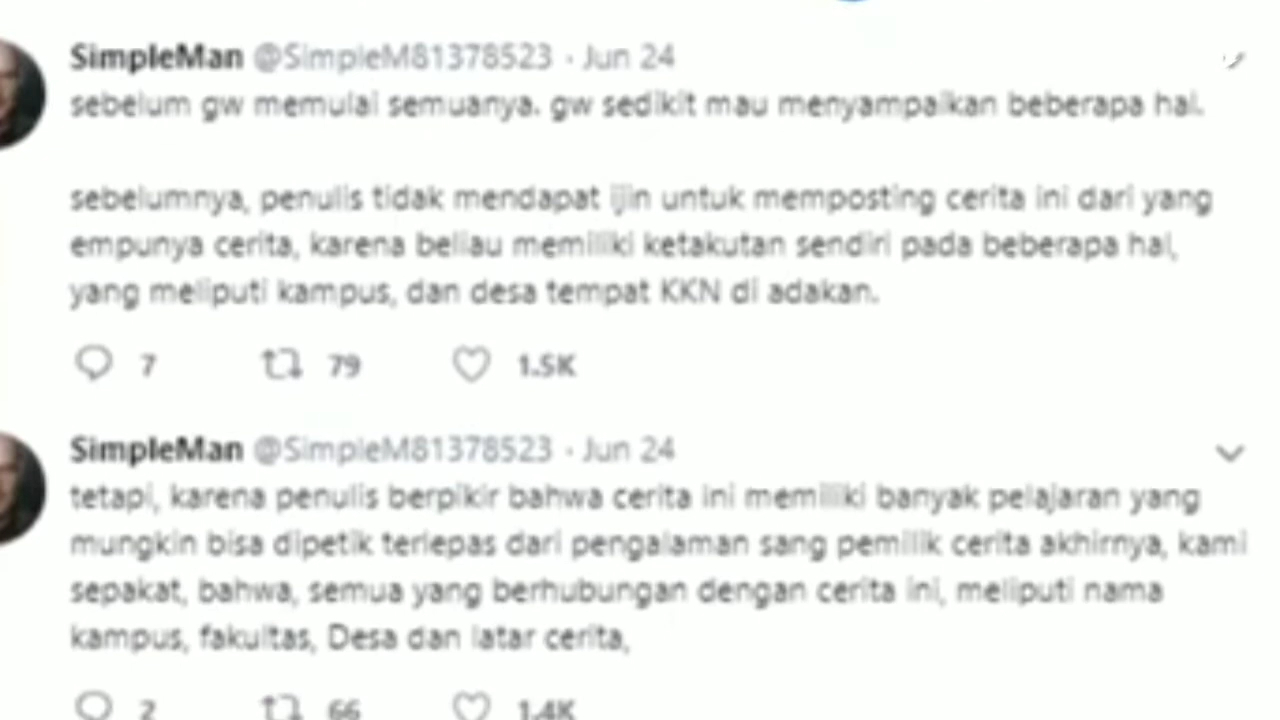 SimpleMan @SimpleM81378523 · Jun 24
sebelum gw memulai semuanya. gw sedikit mau menyampaikan beberapa hal.
sebelumnya, penulis tidak mendapat ijin untuk memposting cerita ini dari yang
empunya cerita, karena beliau memiliki ketakutan sendiri pada beberapa hal,
yang meliputi kampus, dan desa tempat KKN di adakan.
7 79 1.5K
SimpleMan @SimpleM81378523 · Jun 24
tetapi, karena penulis berpikir bahwa cerita ini memiliki banyak pelajaran yang
mungkin bisa dipetik terlepas dari pengalaman sang pemilik cerita akhirnya, kami
sepakat, bahwa, semua yang berhubungan dengan cerita ini, meliputi nama
kampus, fakultas, Desa dan latar cerita,
2 66 1.4K